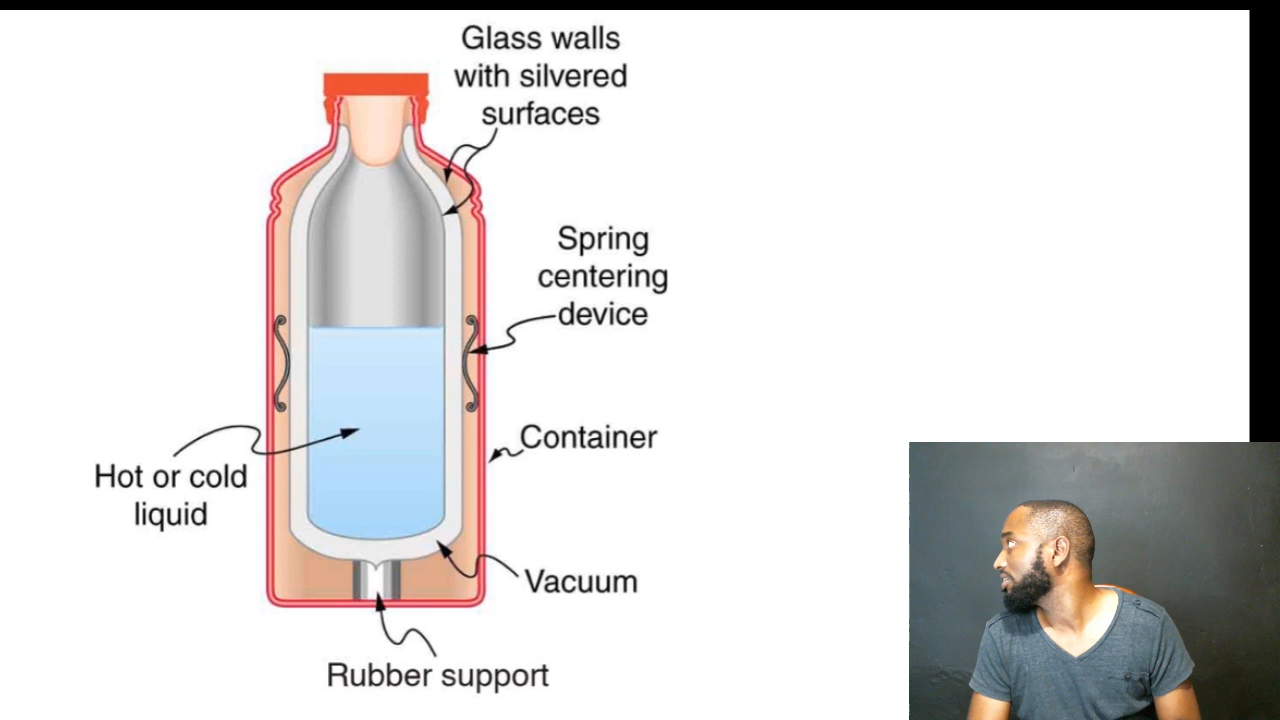 Glass walls
with silvered
surfaces
Spring
centering
device
Container
Hot or cold
liquid
Vacuum
Rubber support